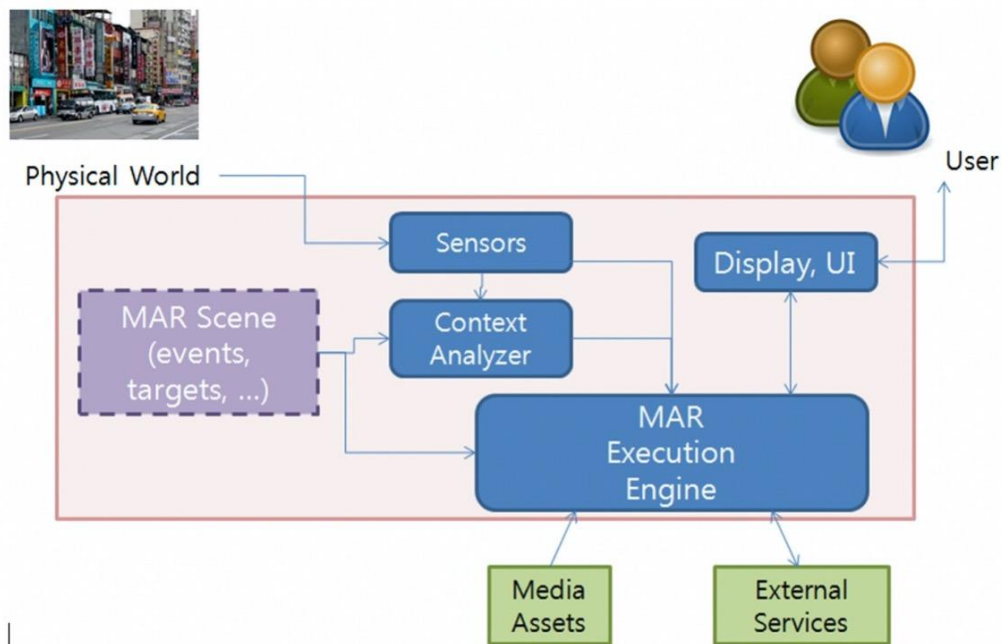 Physical World
User
Sensors
Display, UI
MAR Scene
(events,
targets, ...)
Context
Analyzer
MAR
Execution
Engine
Media
Assets
External
Services